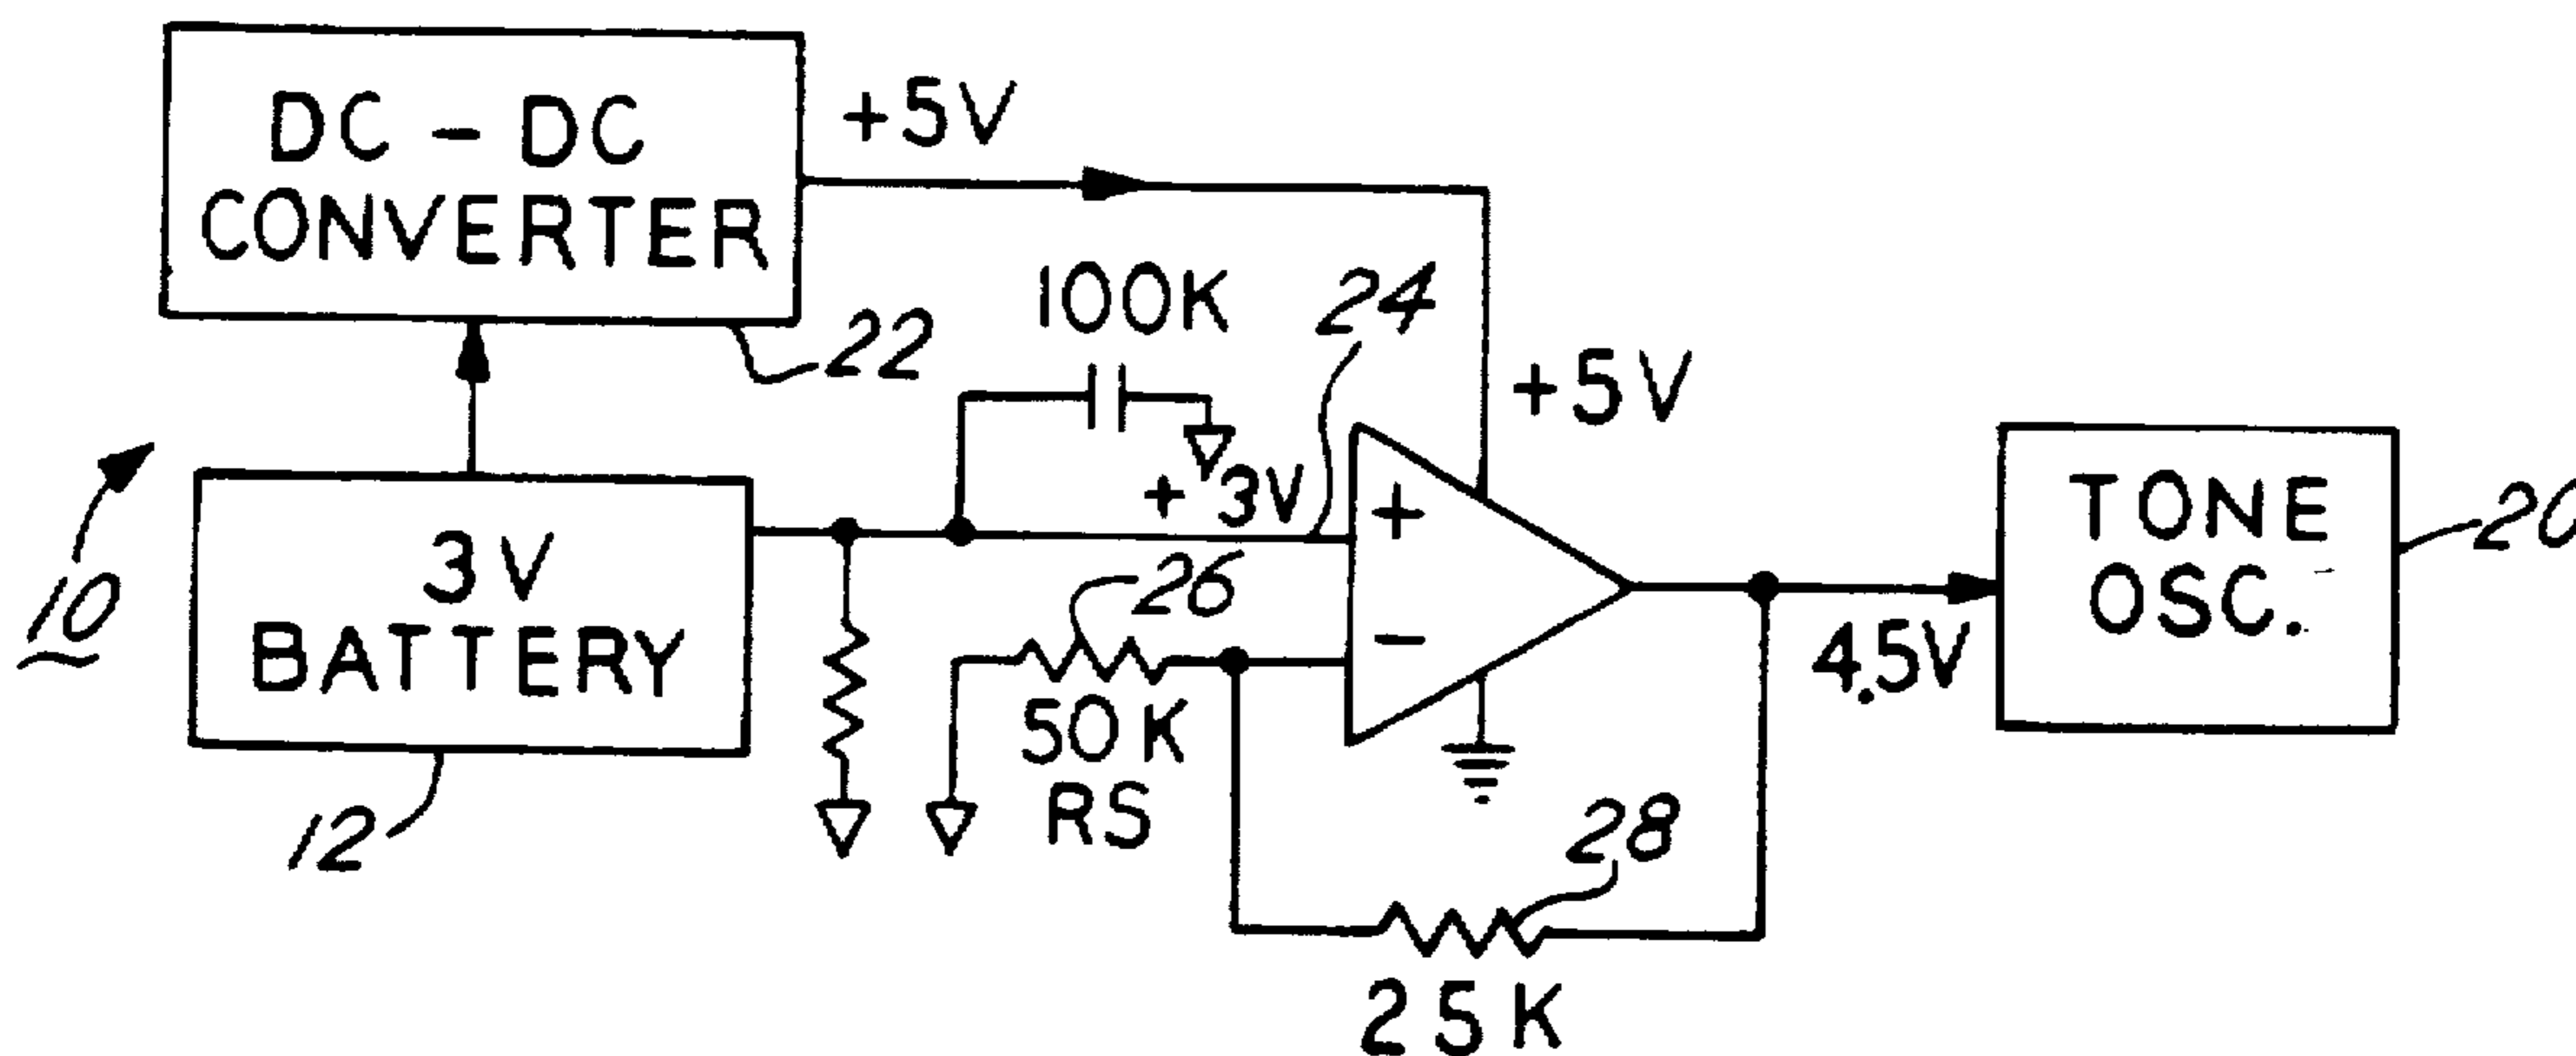 DC - DC
CONVERTER
+5V
22
100K
24
+5V
+ 3V
10
3V
BATTERY
12
26
50K
RS
+
−
4.5V
TONE
OSC.
20
28
25K